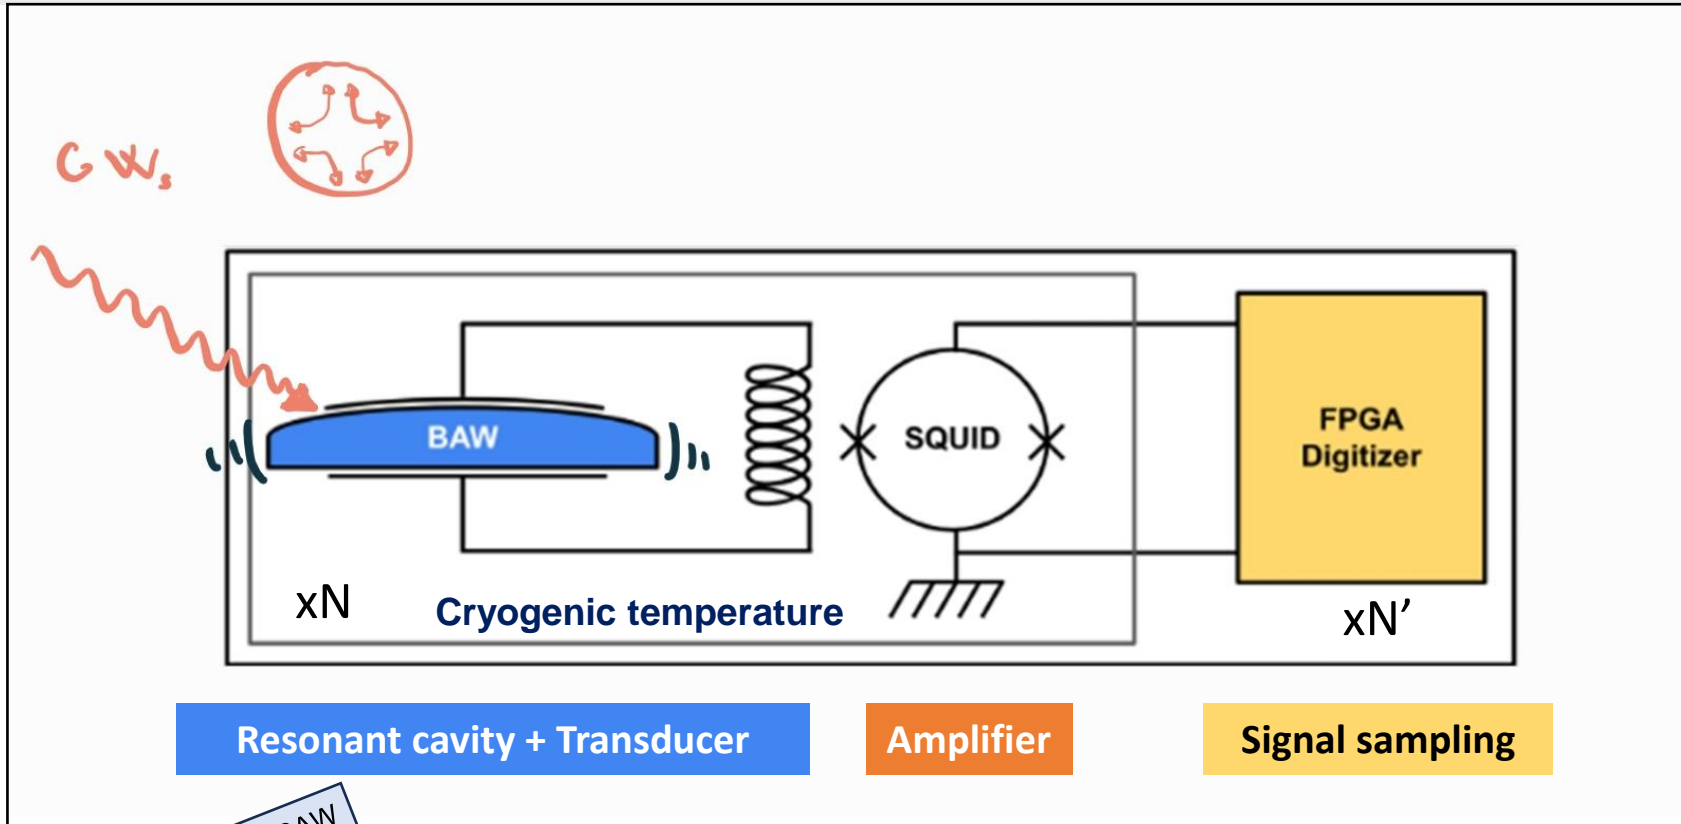 GWs
BAW
SQUID
FPGA
Digitizer
xN
Cryogenic temperature
xN’
Resonant cavity + Transducer
Amplifier
Signal sampling